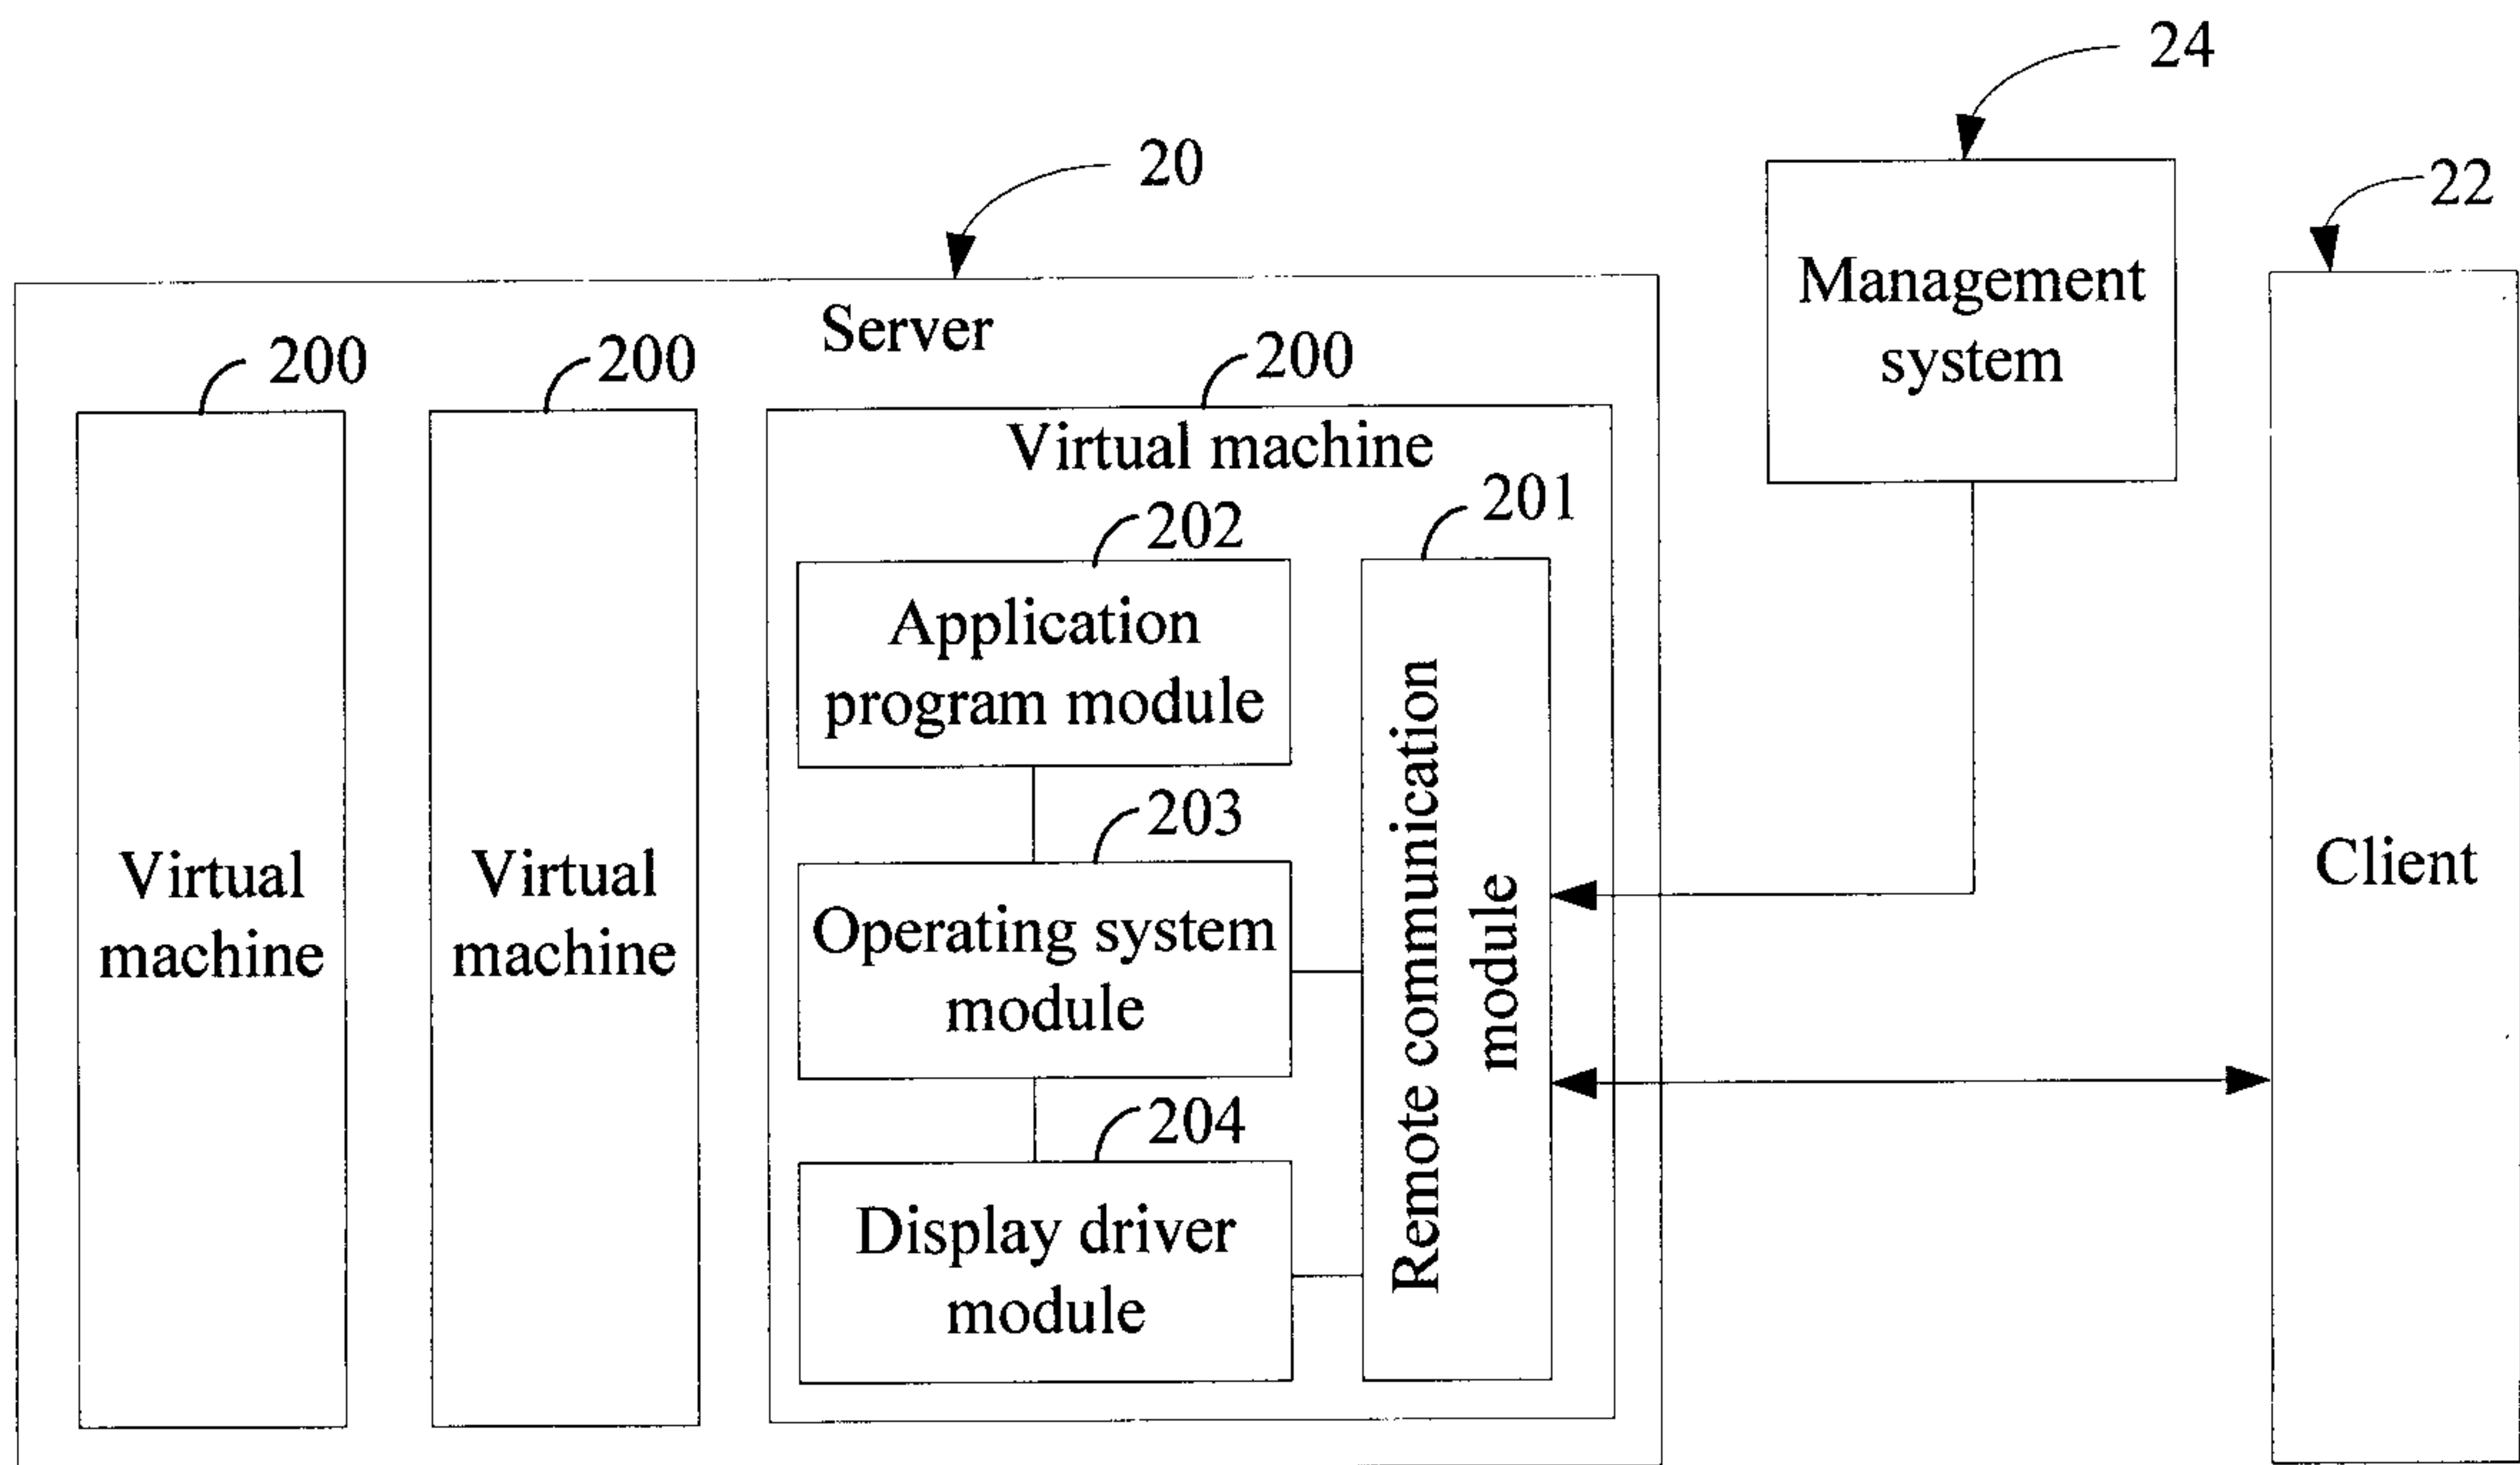 24
20
22
Management
system
Server
200
200
200
Virtual machine
201
202
Application
program module
203
Operating system
module
204
Display driver
module
Remote communication
module
Virtual
machine
Virtual
machine
Client